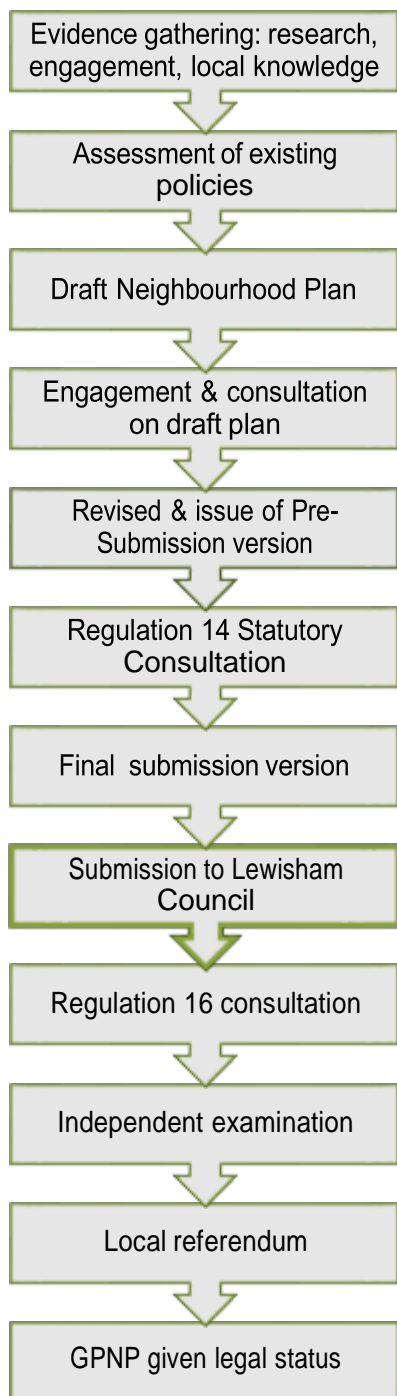 Evidence gathering: research,
engagement, local knowledge
Assessment of existing
policies
Draft Neighbourhood Plan
Engagement & consultation
on draft plan
Revised & issue of Pre-
Submission version
Regulation 14 Statutory
Consultation
Final submission version
Submission to Lewisham
Council
Regulation 16 consultation
Independent examination
Local referendum
GPNP given legal status